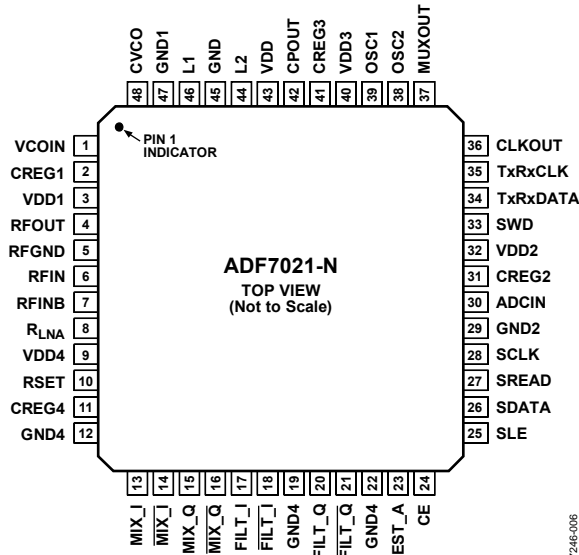 CVCO
GND1
L1
GND
L2
VDD
CPOUT
CREG3
VDD3
OSC1
OSC2
MUXOUT
48 47 46 45 44 43 42 41 40 39 38 37
PIN 1
INDICATOR
VCOIN 1
CREG1 2
VDD1 3
RFOUT 4
RFGND 5
RFIN 6
RFINB 7
RLNA 8
VDD4 9
RSET 10
CREG4 11
GND4 12
ADF7021-N
TOP VIEW
(Not to Scale)
36 CLKOUT
35 TxRxCLK
34 TxRxDATA
33 SWD
32 VDD2
31 CREG2
30 ADCIN
29 GND2
28 SCLK
27 SREAD
26 SDATA
25 SLE
13 14 15 16 17 18 19 20 21 22 23 24
MIX_I
MIX_I
MIX_Q
MIX_Q
FILT_I
FILT_I
GND4
FILT_Q
FILT_Q
GND4
EST_A
CE
246-006